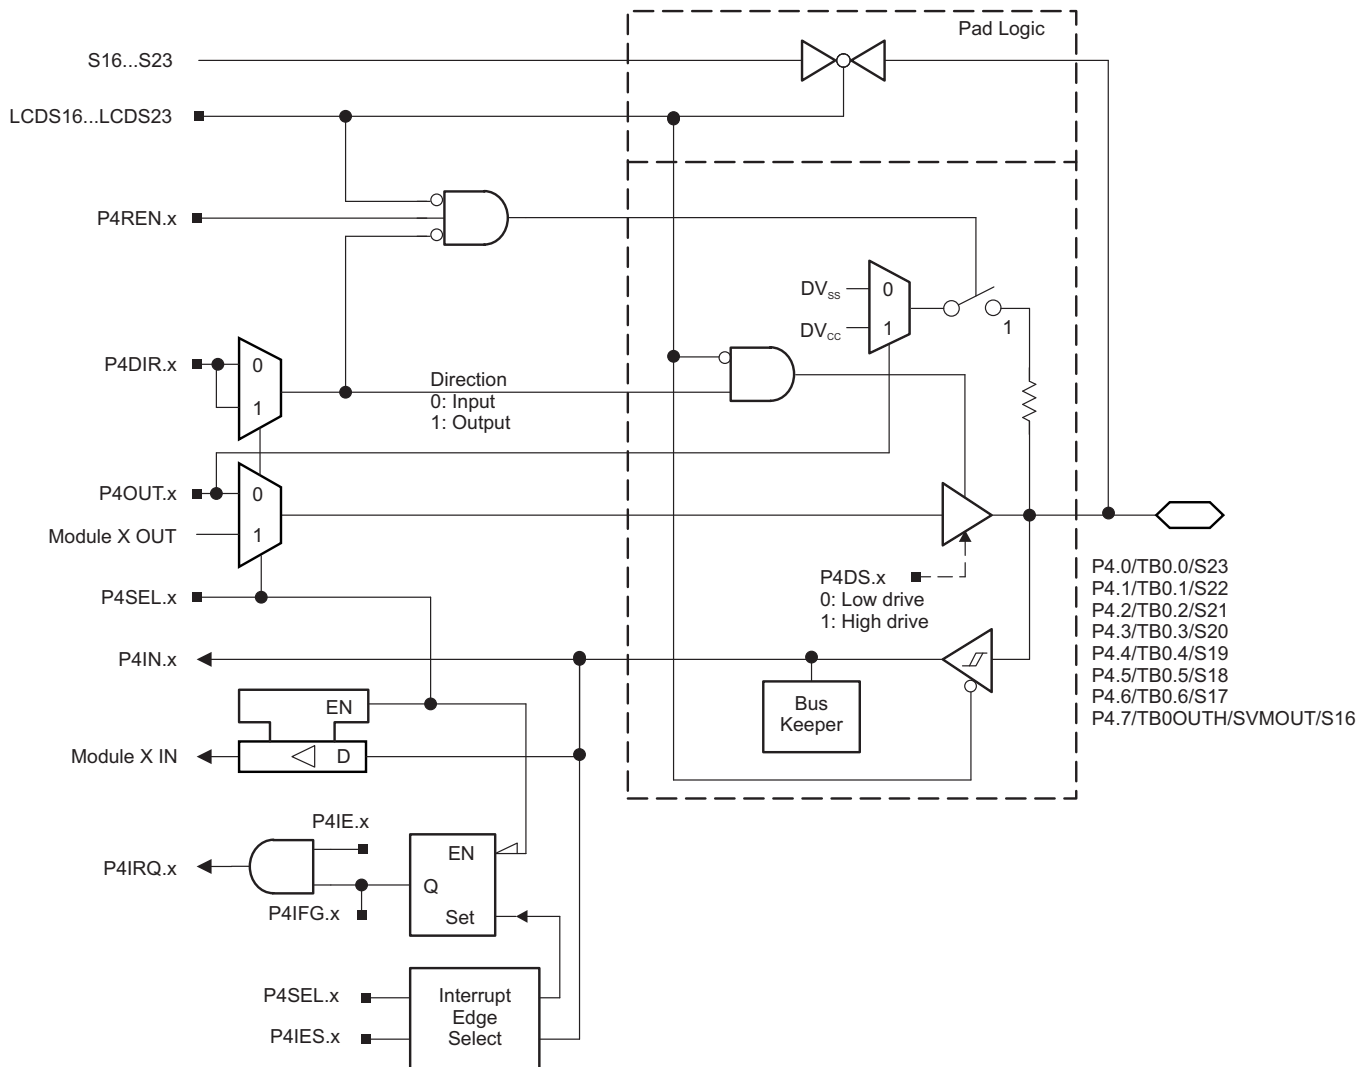 Pad Logic
S16...S23
LCDS16...LCDS23
P4REN.x
DVSS
0
DVCC
1
1
P4DIR.x
0
1
Direction
0: Input
1: Output
P4OUT.x
0
Module X OUT
1
P4DS.x
0: Low drive
1: High drive
P4SEL.x
P4.0/TB0.0/S23
P4.1/TB0.1/S22
P4.2/TB0.2/S21
P4.3/TB0.3/S20
P4.4/TB0.4/S19
P4.5/TB0.5/S18
P4.6/TB0.6/S17
P4.7/TB0OUTH/SVMOUT/S16
P4IN.x
Bus
Keeper
EN
Module X IN
D
P4IE.x
P4IRQ.x
EN
Q
P4IFG.x
Set
P4SEL.x
P4IES.x
Interrupt
Edge
Select